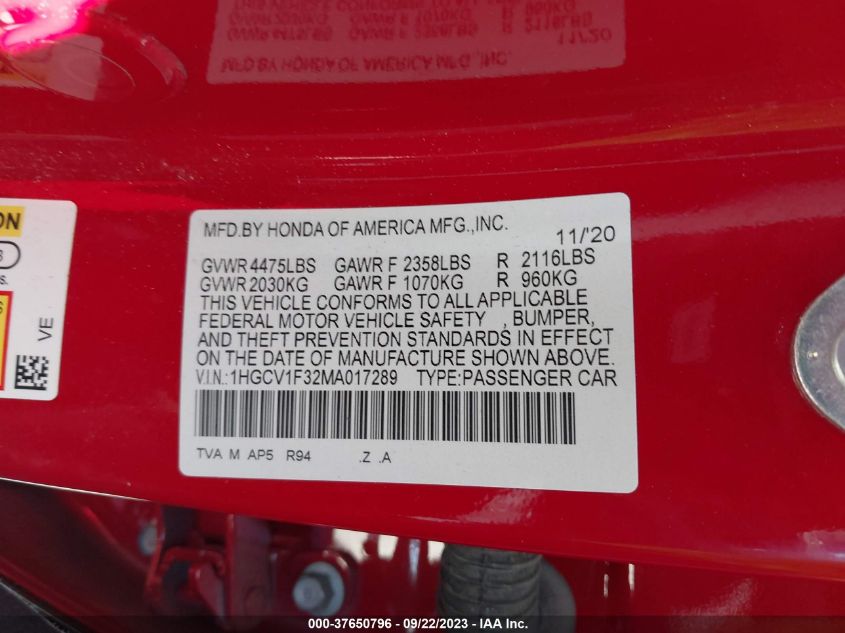 MFD.BY HONDA OF AMERICA MFG.,INC.
11/'20
GVWR 4475LBS GAWR F 2358LBS R 2116LBS
GVWR 2030KG GAWR F 1070KG R 960KG
THIS VEHICLE CONFORMS TO ALL APPLICABLE
FEDERAL MOTOR VEHICLE SAFETY , BUMPER,
AND THEFT PREVENTION STANDARDS IN EFFECT
ON THE DATE OF MANUFACTURE SHOWN ABOVE.
V.I.N.:1HGCV1F32MA017289 TYPE:PASSENGER CAR
TVA M AP5 R94 .Z .A
VE
000-37650796 - 09/22/2023 - IAA Inc.